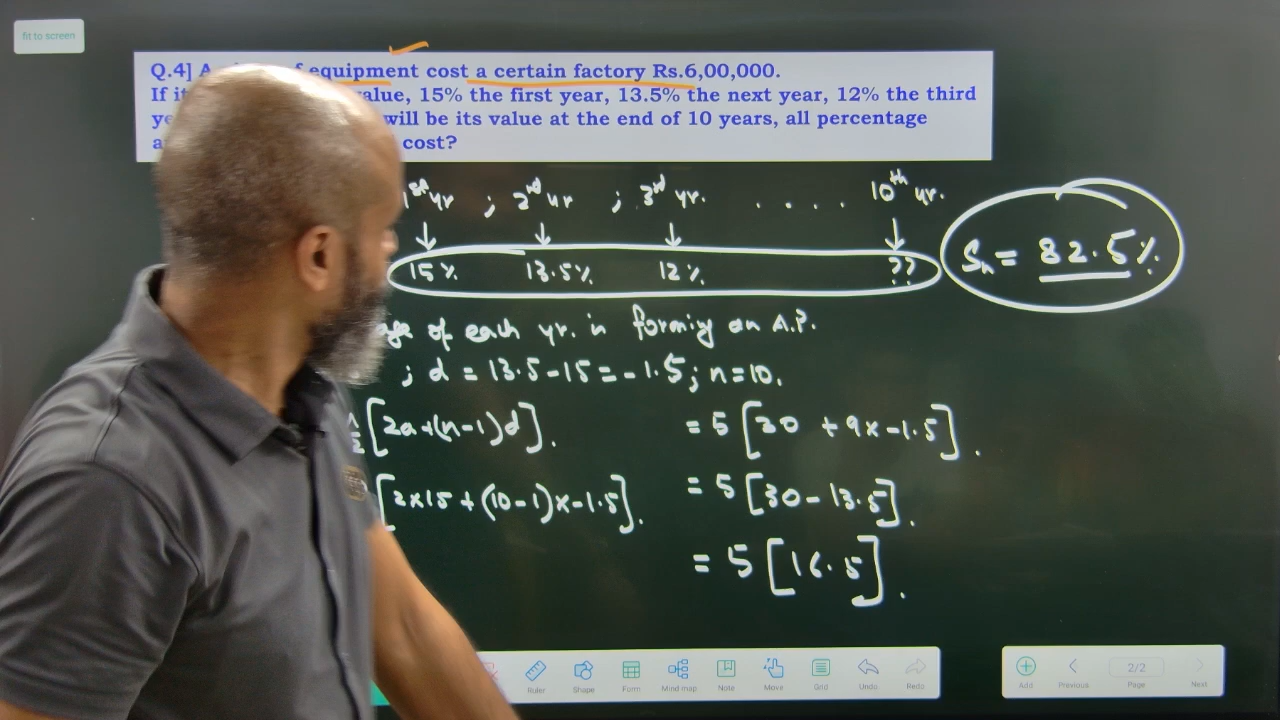 fit to screen
Q.4] A equipment cost a certain factory Rs.6,00,000.
If it alue, 15% the first year, 13.5% the next year, 12% the third
ye will be its value at the end of 10 years, all percentage
a cost?
1st yr ; 2nd yr ; 3rd yr. . . . . 10th yr.
15% 13.5% 12% ??
Sn = 82.5%
age of each yr. is forming an A.P.
; d = 13.5-15 = -1.5; n=10.
n/2 [2a+(n-1)d].
[2x15 + (10-1)x-1.5].
= 5 [30 + 9x-1.5].
= 5 [30-13.5].
= 5 [16.5].
Ruler Shape Form Mind map Note Move Grid Undo Redo
2/2
Add Previous Page Next